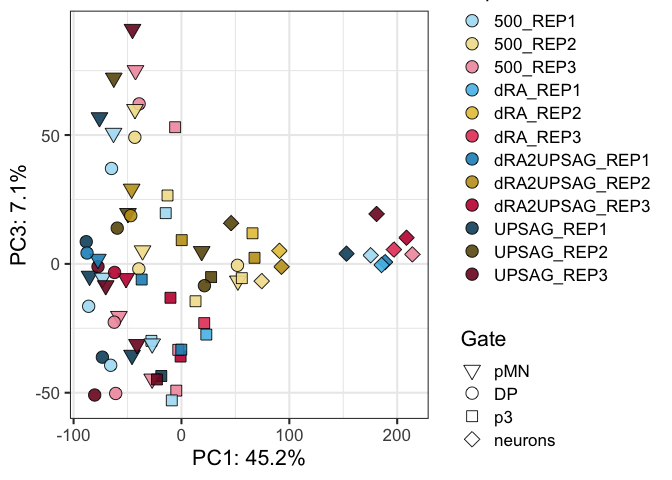 500_REP1
500_REP2
500_REP3
dRA_REP1
dRA_REP2
dRA_REP3
dRA2UPSAG_REP1
dRA2UPSAG_REP2
dRA2UPSAG_REP3
UPSAG_REP1
UPSAG_REP2
UPSAG_REP3
Gate
pMN
DP
p3
neurons
PC3: 7.1%
50
0
-50
-100
0
100
200
PC1: 45.2%